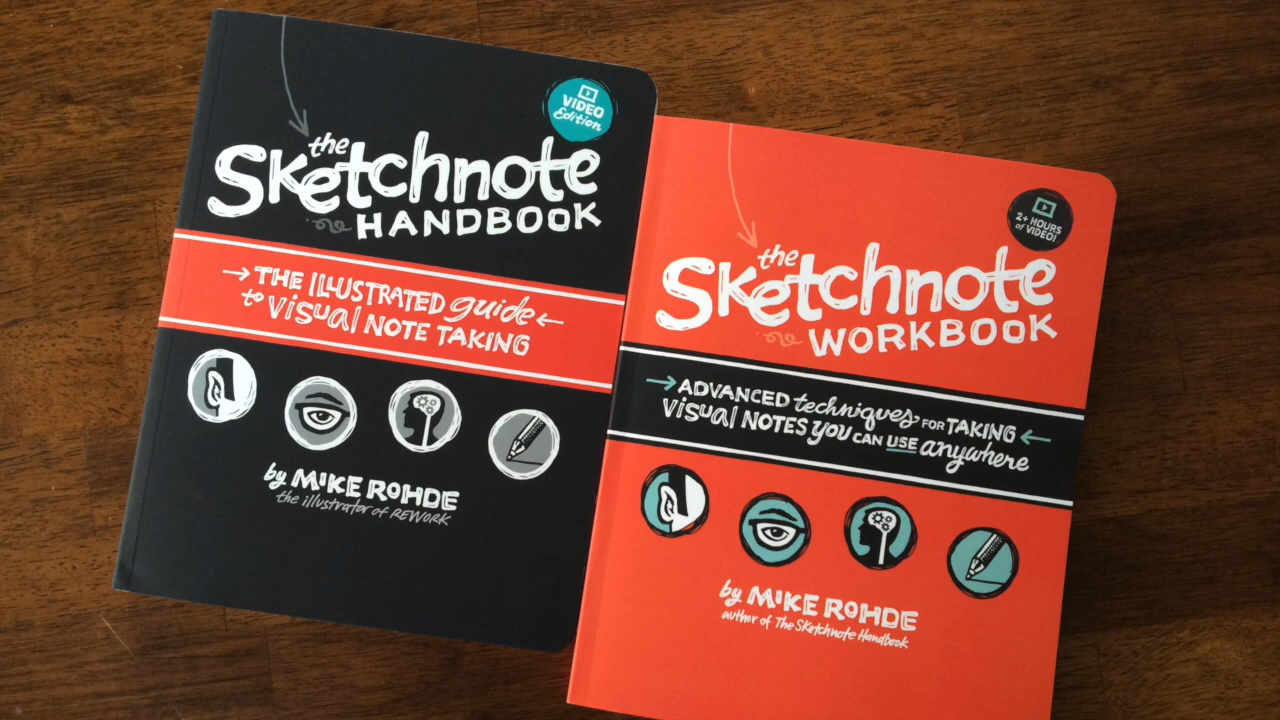 VIDEO
Edition
the
Sketchnote
HANDBOOK
THE ILLUSTRATED guide
to Visual NOTE TAKING
by MIKE ROHDE
the illustrator of REWORK
2+ HOURS
of VIDEO!
the
Sketchnote
WORKBOOK
ADVANCED techniques FOR TAKING
Visual NOTES YOU CAN USE anywhere
by MIKE ROHDE
author of The Sketchnote Handbook